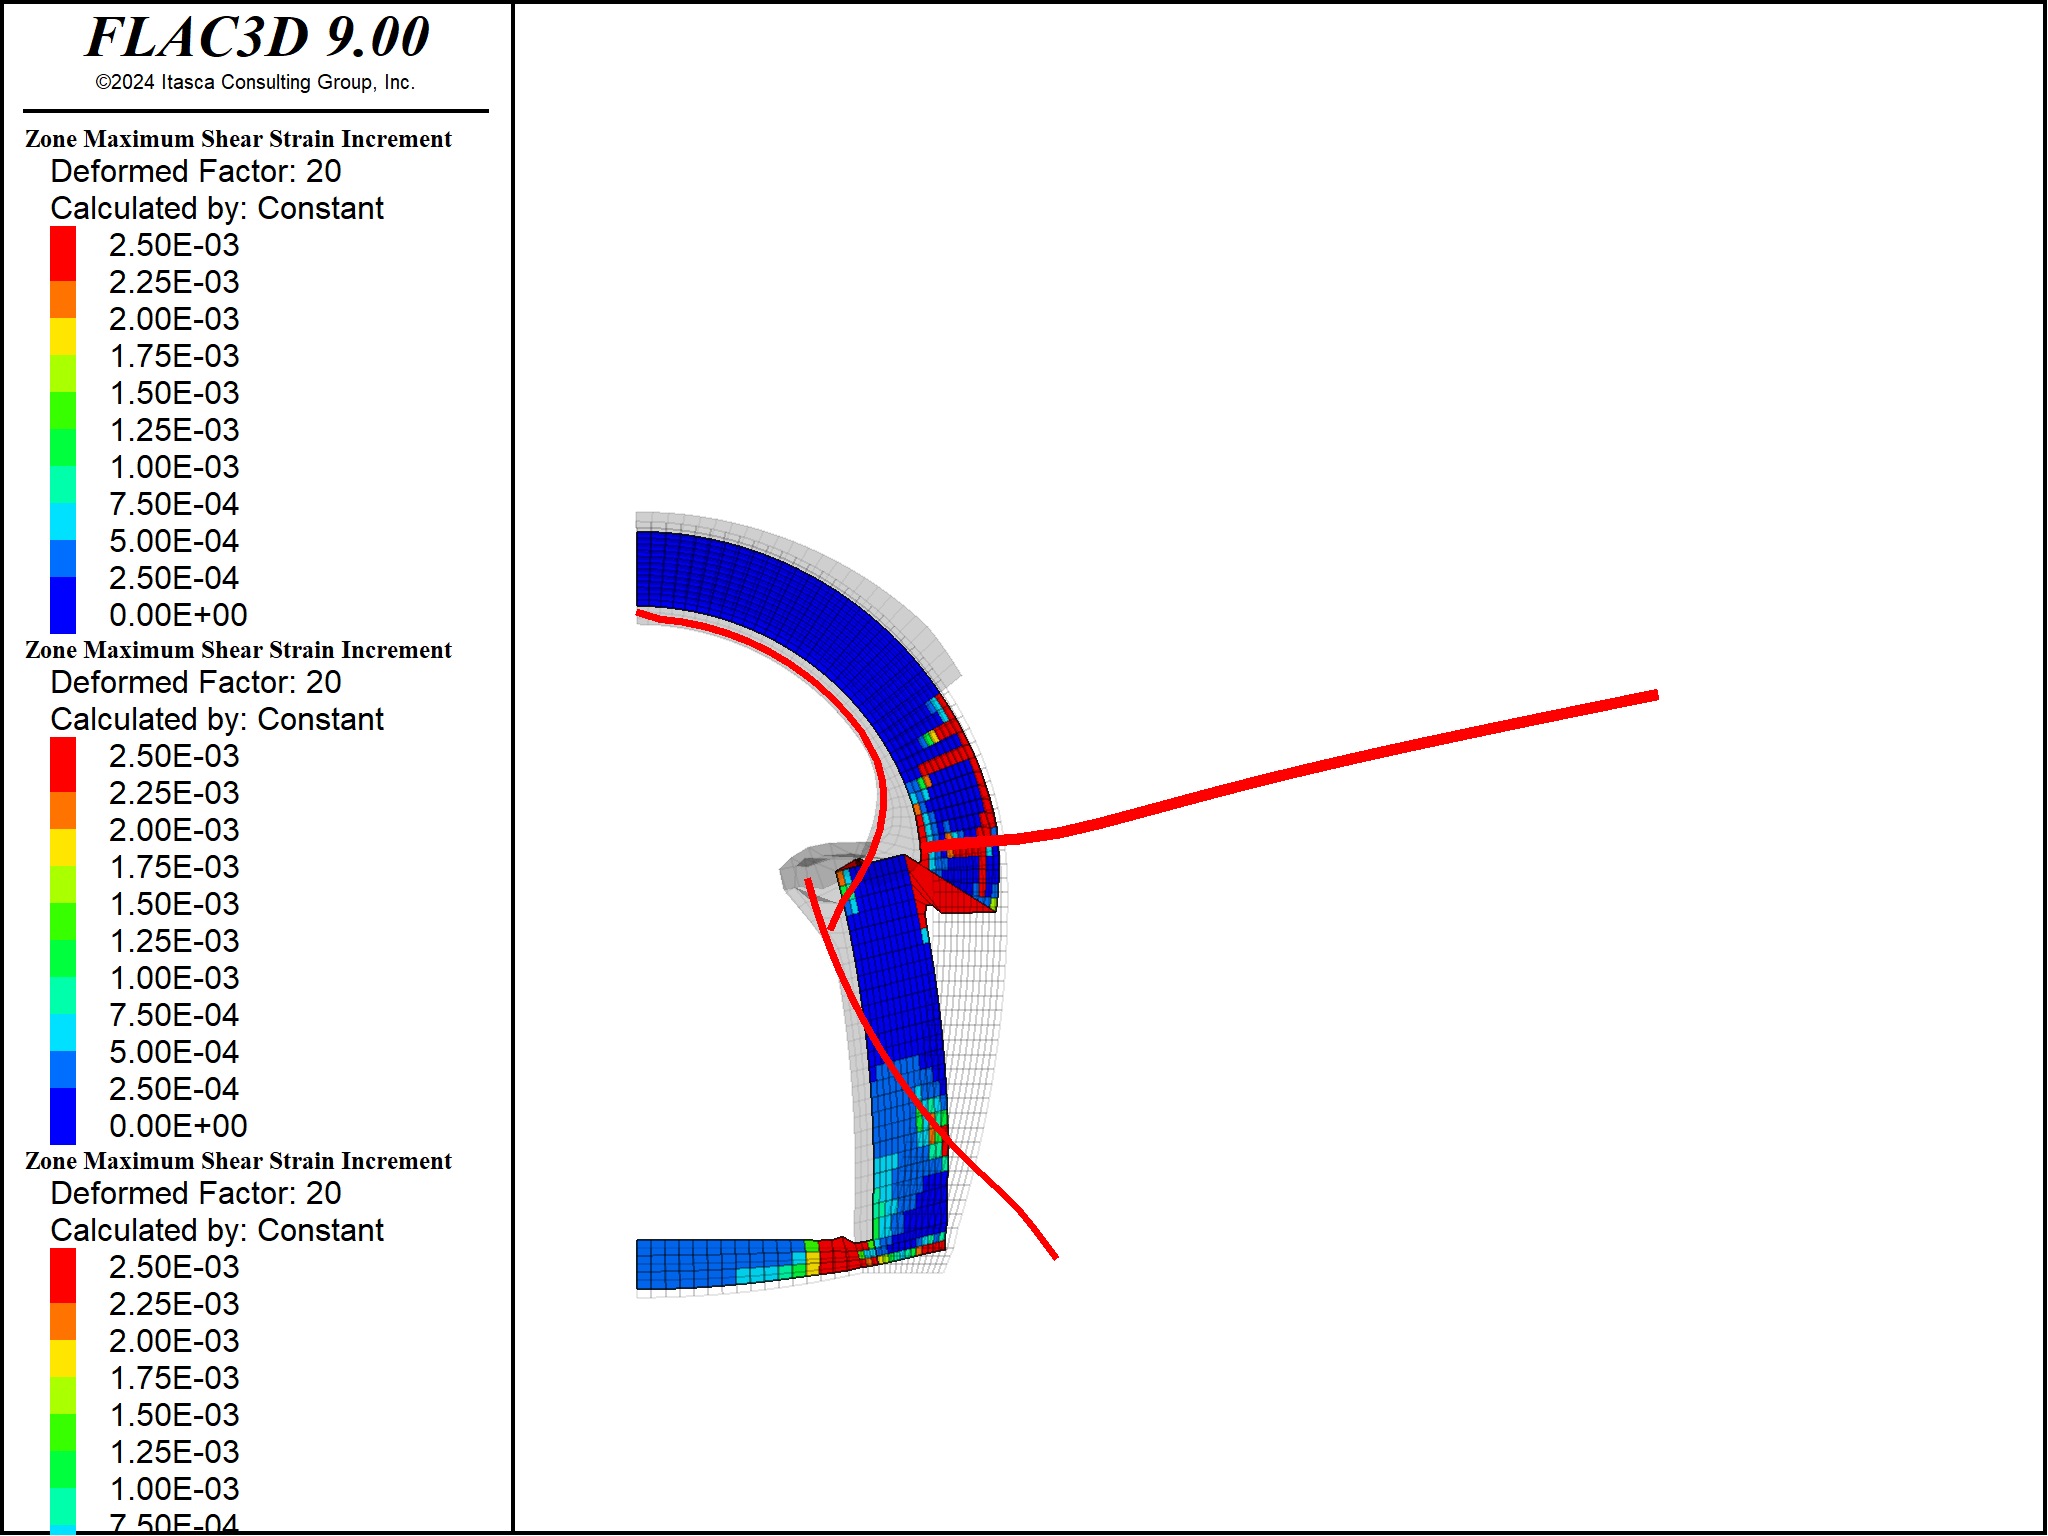 FLAC3D 9.00
©2024 Itasca Consulting Group, Inc.
Zone Maximum Shear Strain Increment
Deformed Factor: 20
Calculated by: Constant
2.50E-03
2.25E-03
2.00E-03
1.75E-03
1.50E-03
1.25E-03
1.00E-03
7.50E-04
5.00E-04
2.50E-04
0.00E+00
Zone Maximum Shear Strain Increment
Deformed Factor: 20
Calculated by: Constant
2.50E-03
2.25E-03
2.00E-03
1.75E-03
1.50E-03
1.25E-03
1.00E-03
7.50E-04
5.00E-04
2.50E-04
0.00E+00
Zone Maximum Shear Strain Increment
Deformed Factor: 20
Calculated by: Constant
2.50E-03
2.25E-03
2.00E-03
1.75E-03
1.50E-03
1.25E-03
1.00E-03
7.50E-04